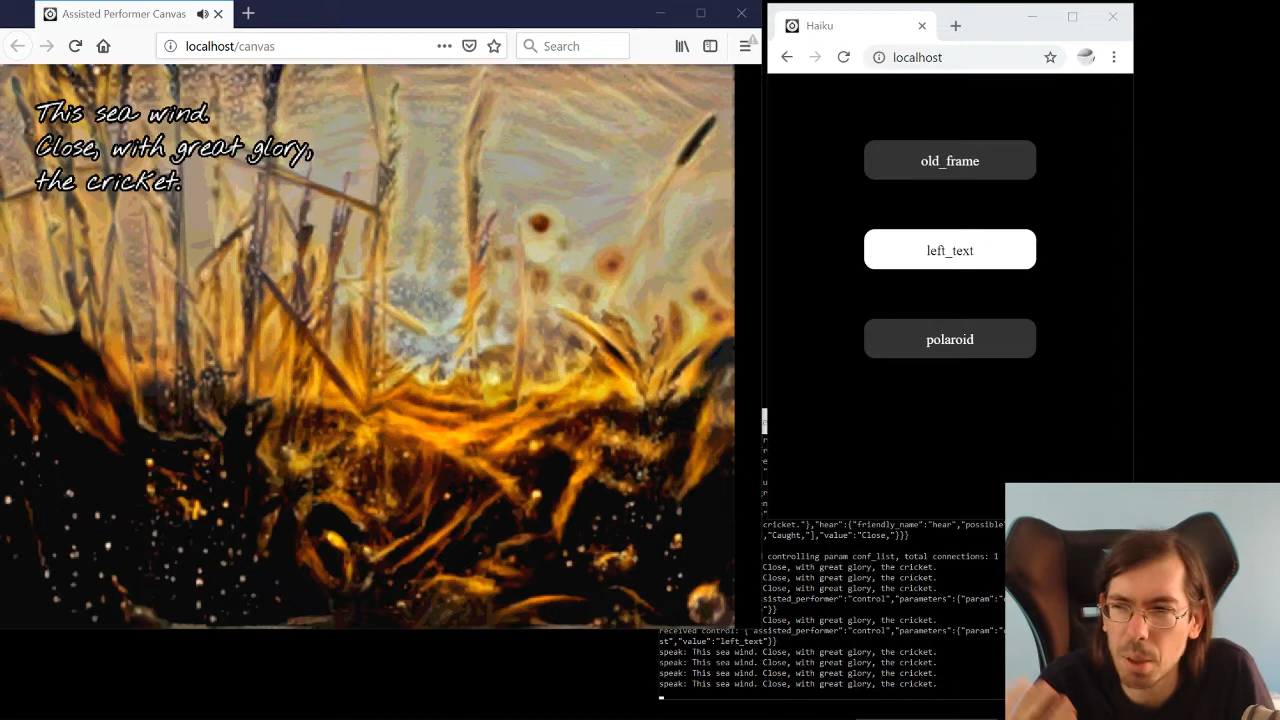 Assisted Performer Canvas
localhost/canvas
Search
This sea wind.
Close, with great glory,
the cricket.
Haiku
localhost
old_frame
left_text
polaroid
cricket."},"hear":{"friendly_name":"hear","possible"
,"Caught,"],"value":"Close,"}}}
controlling param conf_list, total connections: 1
Close, with great glory, the cricket.
Close, with great glory, the cricket.
Close, with great glory, the cricket.
sisted_performer":"control","parameters":{"param":"
"}}
Close, with great glory, the cricket.
received control: { assisted_performer":"control","parameters":{"param":"
st","value":"left_text"}}
speak: This sea wind. Close, with great glory, the cricket.
speak: This sea wind. Close, with great glory, the cricket.
speak: This sea wind. Close, with great glory, the cricket.
speak: This sea wind. Close, with great glory, the cricket.